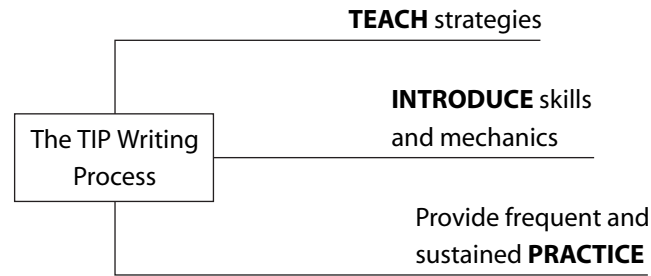 TEACH strategies
INTRODUCE skills
and mechanics
The TIP Writing
Process
Provide frequent and
sustained PRACTICE